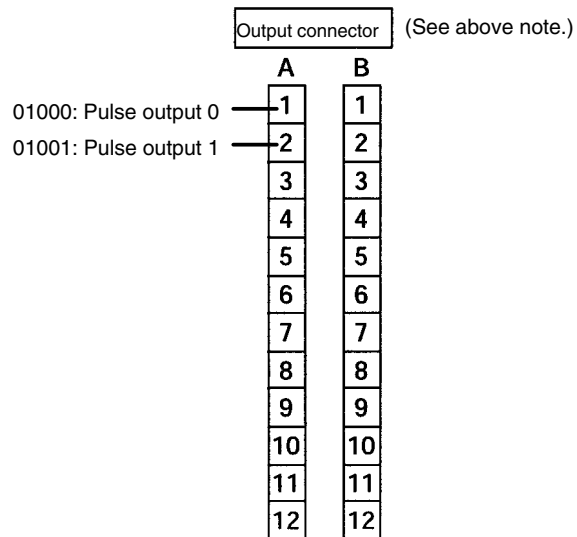 Output connector (See above note.)
A B
01000: Pulse output 0 1 1
01001: Pulse output 1 2 2
3 3
4 4
5 5
6 6
7 7
8 8
9 9
10 10
11 11
12 12